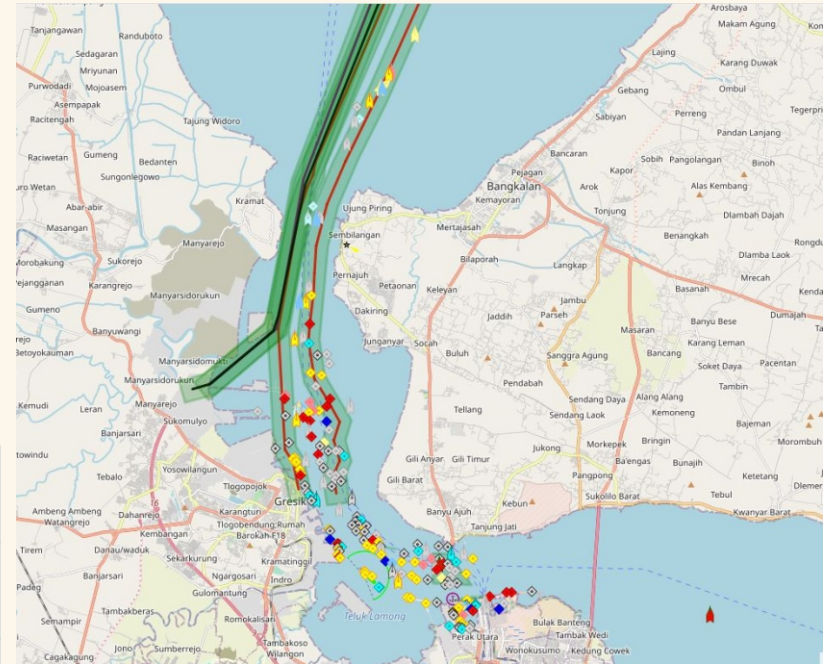 Arosbaya
Makam Agung
Tanjangawan
Randuboto
Sedagaran
Mriyunan
Mojoasem
Lajing
Karang Duwak
Purwodadi
Asempapak
Racitengah
Tajung Widoro
Gebang
Ombul
Sabiyan
Perreng
Pandan Lanjang
Raciwetan
Gumeng
Bedanten
Sungonlegowo
Bancaran
Kapor
Sobih
Pangolangan
Binoh
Pejagan
Bangkalan
Arok
Kemayoran
Alas Kembang
Abar-abir
Kramat
Ujung Piring
Tonjung
Dlambah Dajah
Masangan
Mertajasah
Benangkah
Manyarejo
Sembilangan
Sukorejo
Bilaporah
Langkap
Dlamba Laok
Morobakung
Pernajuh
Mrecah
Karangrejo
Petaonan
Keleyan
Basanah
Manyarsidorukun
Jambu
Gumeno
Dakiring
Jaddih
Parseh
Banyu Bese
Dumajah
Banyuwangi
Masaran
Karang Leman
Junganyar
Socah
Buluh
Sanggra Agung
Bancang
Pacentan
Betoyokauman
Manyarsidomukti
Soket Daya
Manyarsidorukun
Pendabah
Tambin
Kemudi
Leran
Manyarejo
Sendang Daya
Alang Alang
Sukomulyo
Tellang
Sendang Laok
Kemoneng
Bajeman
Banjarsari
Morkepek
Bringin
Gili Anyar
Gili Timur
Jukong
Ba'engas
Burneh
Yosowilangun
Tebalo
Pangpong
Bunajih
Ketetang
Gili Barat
Tlogopojok
Kebun
Sukolilo Barat
Tebul
Gresik
Banyu Ajuh
Kwanyar Barat
Ambeng Ambeng
Watangrejo
Dahanrejo
Karangturi
Tlogobendung
Rumah
Barokah-F18
Tanjung Jati
Kembangan
Tirem
Danau/waduk
Sekarkurung
Kramatinggil
Banjarsari
Ngargosari
Indro
Padeg
Gulomantung
Tambakberas
Romokalisari
Teluk Lamong
Semampir
Bulak Banteng
Tambakoso
Wilangon
Perak Utara
Tambak Wedi
Jono
Sumberrejo
Wonokusumo
Kedung Cowek
Cagakagung